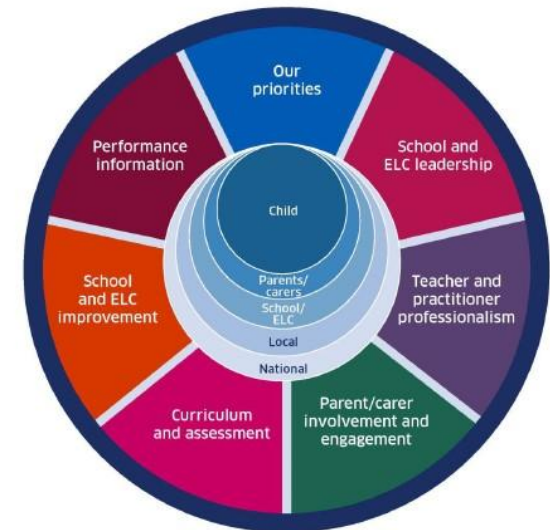 Our
priorities
School and
ELC leadership
Teacher and
practitioner
professionalism
Parent/carer
involvement and
engagement
Curriculum
and assessment
School
and ELC
improvement
Performance
information
Child
Parents/
carers
School/
ELC
Local
National